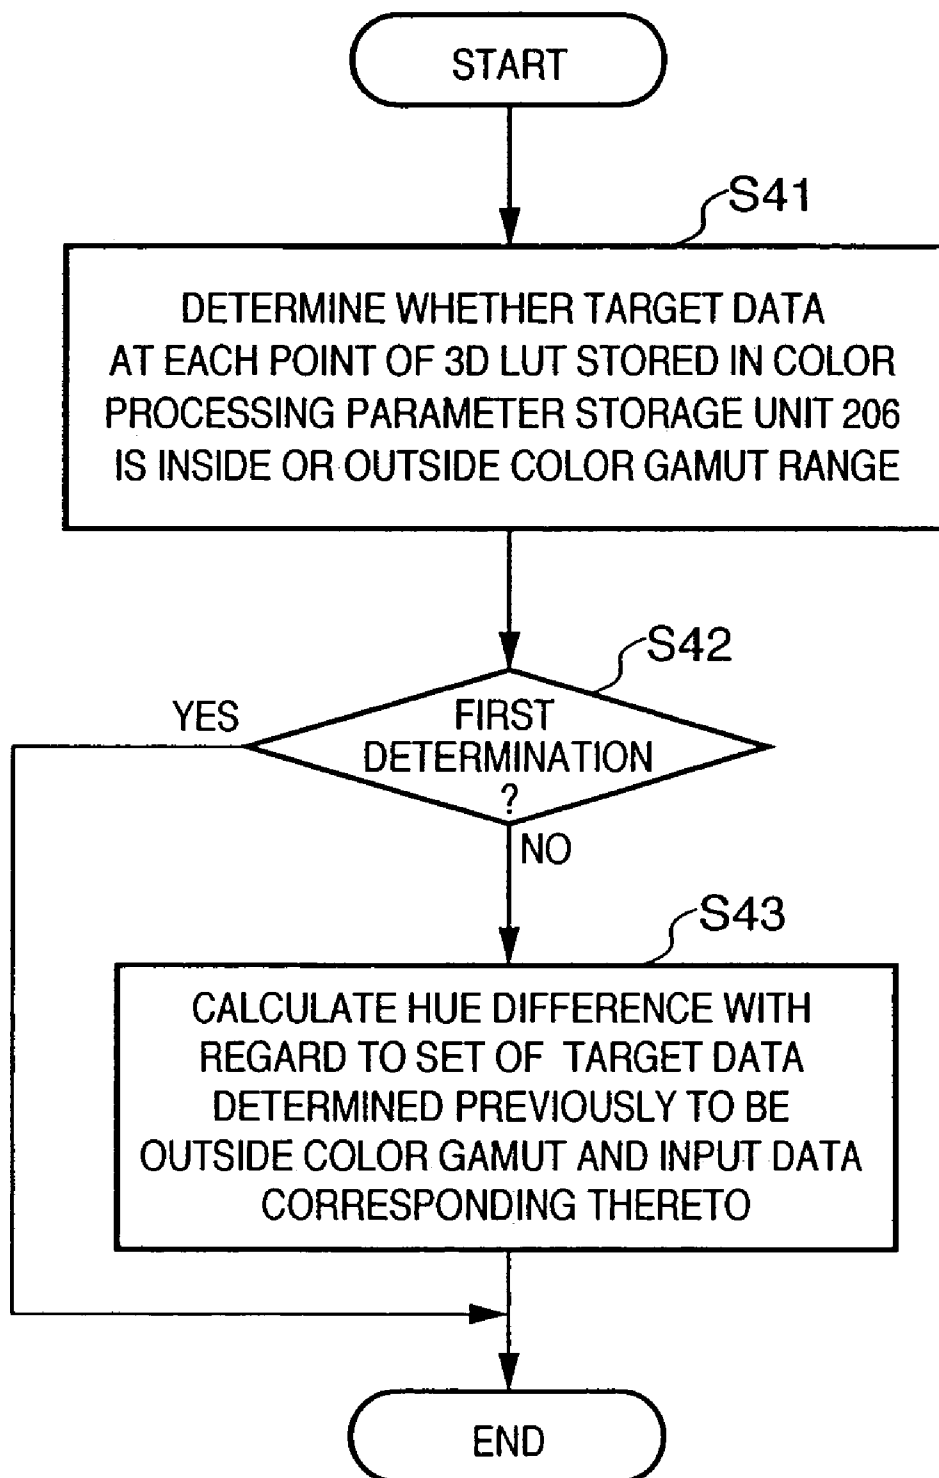 START
S41
DETERMINE WHETHER TARGET DATA
AT EACH POINT OF 3D LUT STORED IN COLOR
PROCESSING PARAMETER STORAGE UNIT 206
IS INSIDE OR OUTSIDE COLOR GAMUT RANGE
S42
YES
FIRST
DETERMINATION
?
NO
S43
CALCULATE HUE DIFFERENCE WITH
REGARD TO SET OF TARGET DATA
DETERMINED PREVIOUSLY TO BE
OUTSIDE COLOR GAMUT AND INPUT DATA
CORRESPONDING THERETO
END